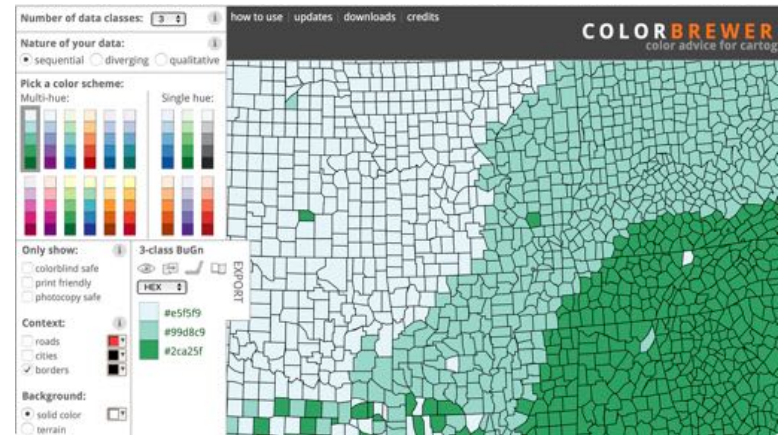 Number of data classes: 3 i
how to use | updates | downloads | credits
COLORBREWER
color advice for cartog
Nature of your data: i
sequential diverging qualitative
Pick a color scheme:
Multi-hue: Single hue:
Only show: i
colorblind safe
print friendly
photocopy safe
Context: i
roads
cities
borders
Background:
solid color
terrain
3-class BuGn
HEX
#e5f5f9
#99d8c9
#2ca25f
EXPORT